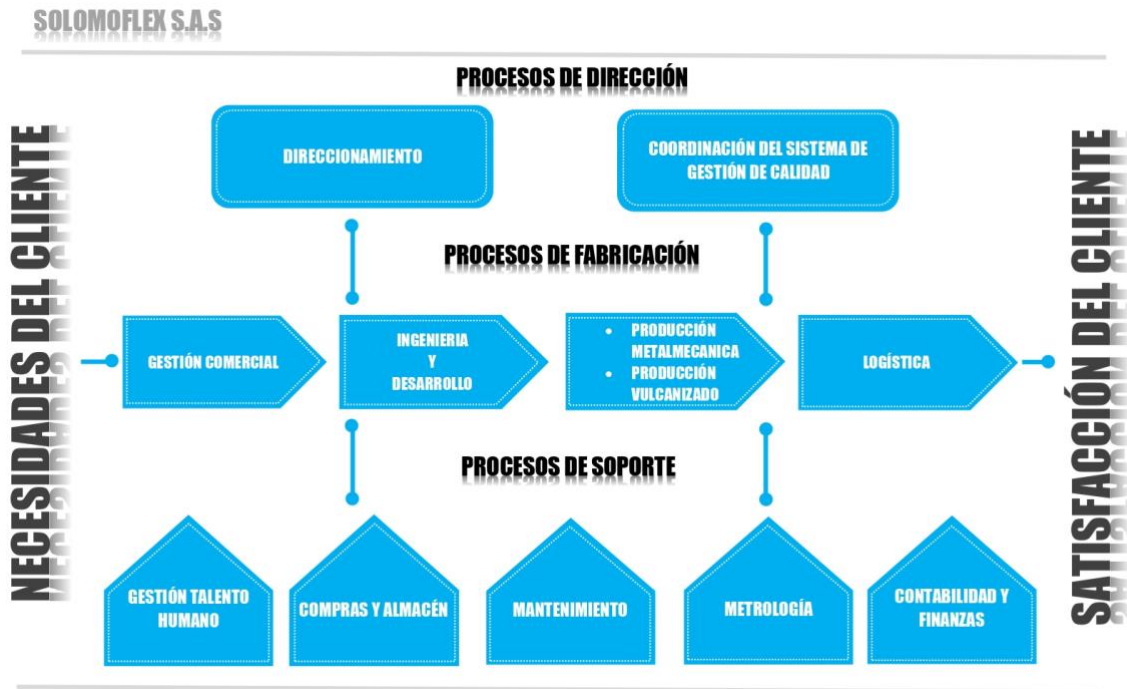 SOLOMOFLEX S.A.S
PROCESOS DE DIRECCIÓN
DIRECCIONAMIENTO
COORDINACIÓN DEL SISTEMA DE
GESTIÓN DE CALIDAD
NECESIDADES DEL CLIENTE
PROCESOS DE FABRICACIÓN
GESTIÓN COMERCIAL
INGENIERIA
Y
DESARROLLO
• PRODUCCIÓN
METALMECANICA
• PRODUCCIÓN
VULCANIZADO
LOGÍSTICA
SATISFACCIÓN DEL CLIENTE
PROCESOS DE SOPORTE
GESTIÓN TALENTO
HUMANO
COMPRAS Y ALMACÉN
MANTENIMIENTO
METROLOGÍA
CONTABILIDAD Y
FINANZAS